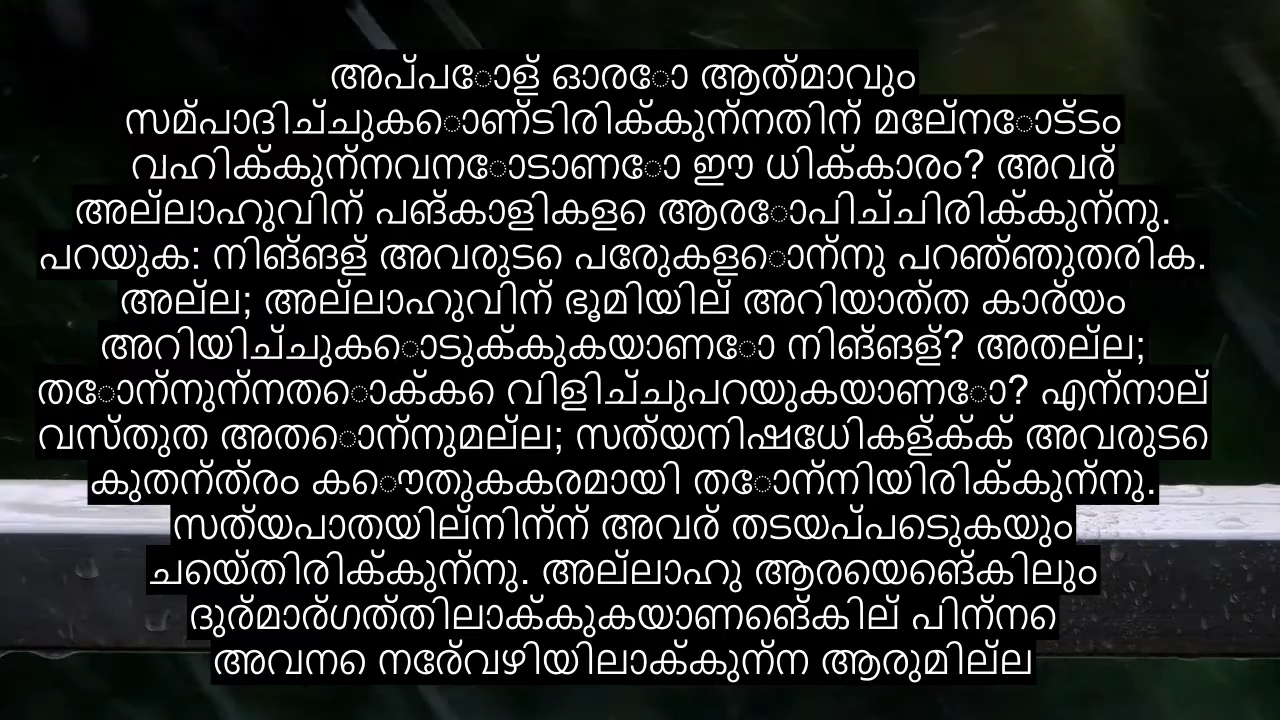 അപ്പോള് ഓരോ ആത്മാവും
സമ്പാദിച്ചുകൊണ്ടിരിക്കുന്നതിന് മേല്നോട്ടം
വഹിക്കുന്നവനോടാണോ ഈ ധിക്കാരം? അവര്
അല്ലാഹുവിന് പങ്കാളികളെ ആരോപിച്ചിരിക്കുന്നു.
പറയുക: നിങ്ങള് അവരുടെ പേരുകളൊന്നു പറഞ്ഞുതരിക.
അല്ല; അല്ലാഹുവിന് ഭൂമിയില് അറിയാത്ത കാര്യം
അറിയിച്ചുകൊടുക്കുകയാണോ നിങ്ങള്? അതല്ല;
തോന്നുന്നതൊക്കെ വിളിച്ചുപറയുകയാണോ? എന്നാല്
വസ്തുത അതൊന്നുമല്ല; സത്യനിഷേധികള്ക്ക് അവരുടെ
കുതന്ത്രം കൌതുകകരമായി തോന്നിയിരിക്കുന്നു.
സത്യപാതയില്നിന്ന് അവര് തടയപ്പെടുകയും
ചെയ്തിരിക്കുന്നു. അല്ലാഹു ആരെയെങ്കിലും
ദുര്മാര്ഗത്തിലാക്കുകയാണെങ്കില് പിന്നെ
അവനെ നേര്വഴിയിലാക്കുന്ന ആരുമില്ല